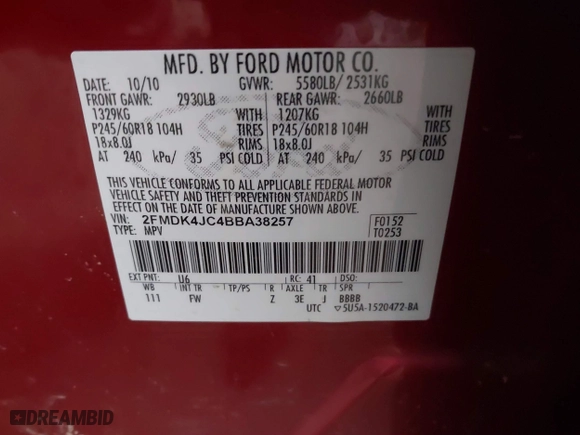 MFD. BY FORD MOTOR CO.
DATE: 10/10 GVWR: 5580LB/ 2531KG
FRONT GAWR: 2930LB REAR GAWR: 2660LB
1329KG WITH 1207KG WITH
P245/60R18 104H TIRES P245/60R18 104H TIRES
18x8.0J RIMS 18x8.0J RIMS
AT 240 kPa/ 35 PSI COLD AT 240 kPa/ 35 PSI COLD
THIS VEHICLE CONFORMS TO ALL APPLICABLE FEDERAL MOTOR
VEHICLE SAFETY AND THEFT PREVENTION STANDARDS IN
EFFECT ON THE DATE OF MANUFACTURE SHOWN ABOVE.
VIN: 2FMDK4JC4BBA38257 F0152
TYPE: MPV T0253
EXT PNT: U6 RC: 41 DSO:
WB INT TR TP/PS R AXLE TR SPR
111 FW Z 3E J BBBB
UTC ▽5U5A-1520472-BA
DREAMBID